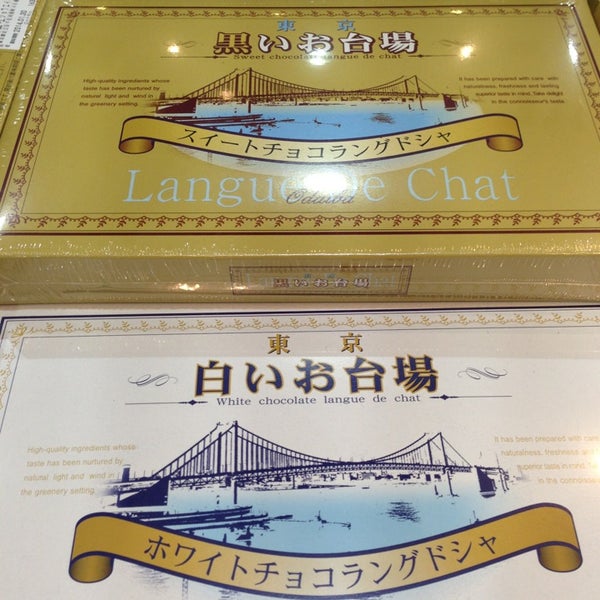 東京
黒いお台場
Sweet chocolate langue de chat
High-quality ingredients whose
taste has been nurtured by
natural light and wind in
the greenery setting.
It has been prepared with care with
naturalness, freshness and lasting
superior taste in mind. Take delight
in the connoisseur's taste.
スイートチョコラングドシャ
Langue de Chat
Odaiba
東京
黒いお台場
東京
白いお台場
White chocolate langue de chat
High-quality ingredients whose
taste has been nurtured by
natural light and wind in
the greenery setting.
It has been prepared with care
naturalness, freshness and
superior taste in mind. T
in the connoisse
ホワイトチョコラングドシャ